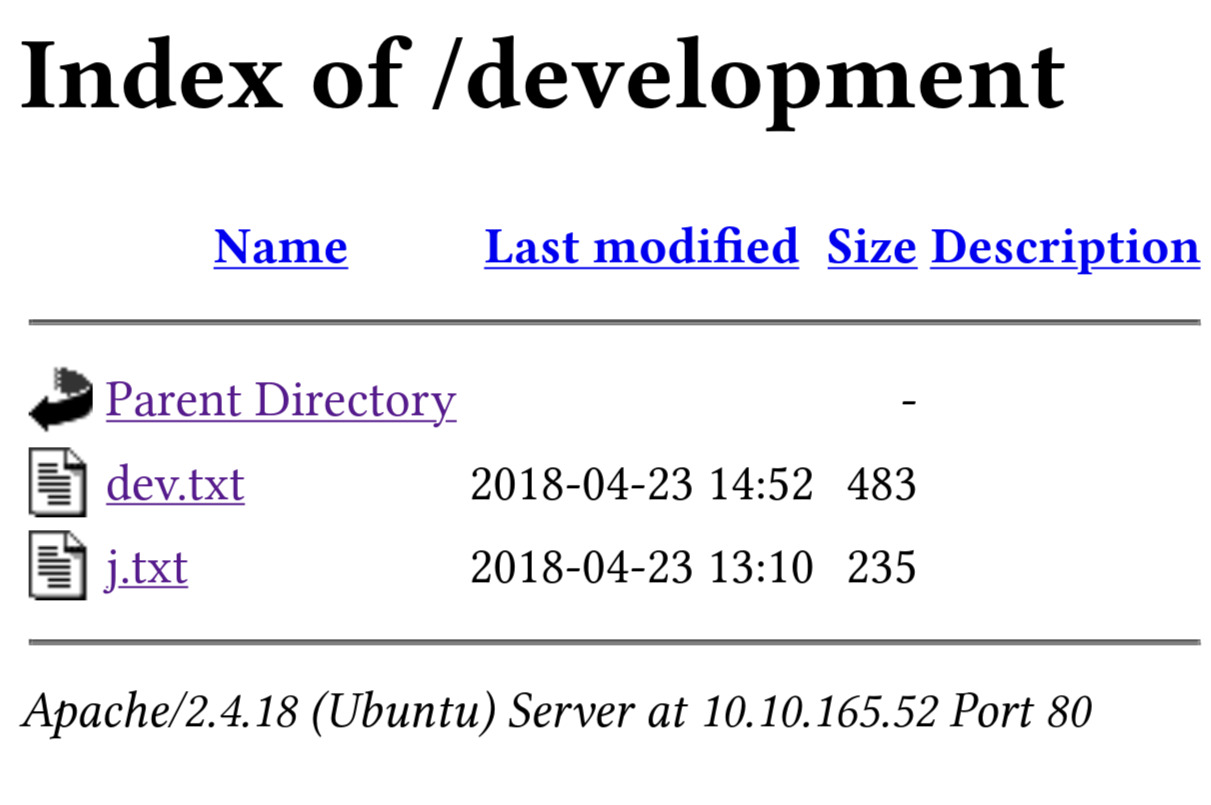 Index of /development
Name Last modified Size Description
Parent Directory -
dev.txt 2018-04-23 14:52 483
j.txt 2018-04-23 13:10 235
Apache/2.4.18 (Ubuntu) Server at 10.10.165.52 Port 80